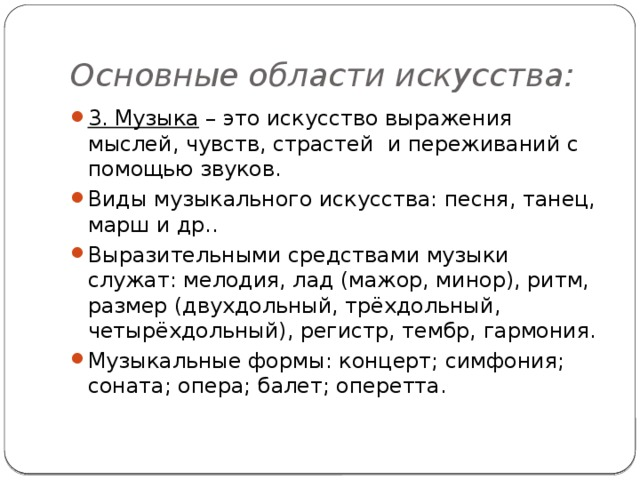 Основные области искусства:
3. Музыка – это искусство выражения
мыслей, чувств, страстей и переживаний с
помощью звуков.
Виды музыкального искусства: песня, танец,
марш и др..
Выразительными средствами музыки
служат: мелодия, лад (мажор, минор), ритм,
размер (двухдольный, трёхдольный,
четырёхдольный), регистр, тембр, гармония.
Музыкальные формы: концерт; симфония;
соната; опера; балет; оперетта.